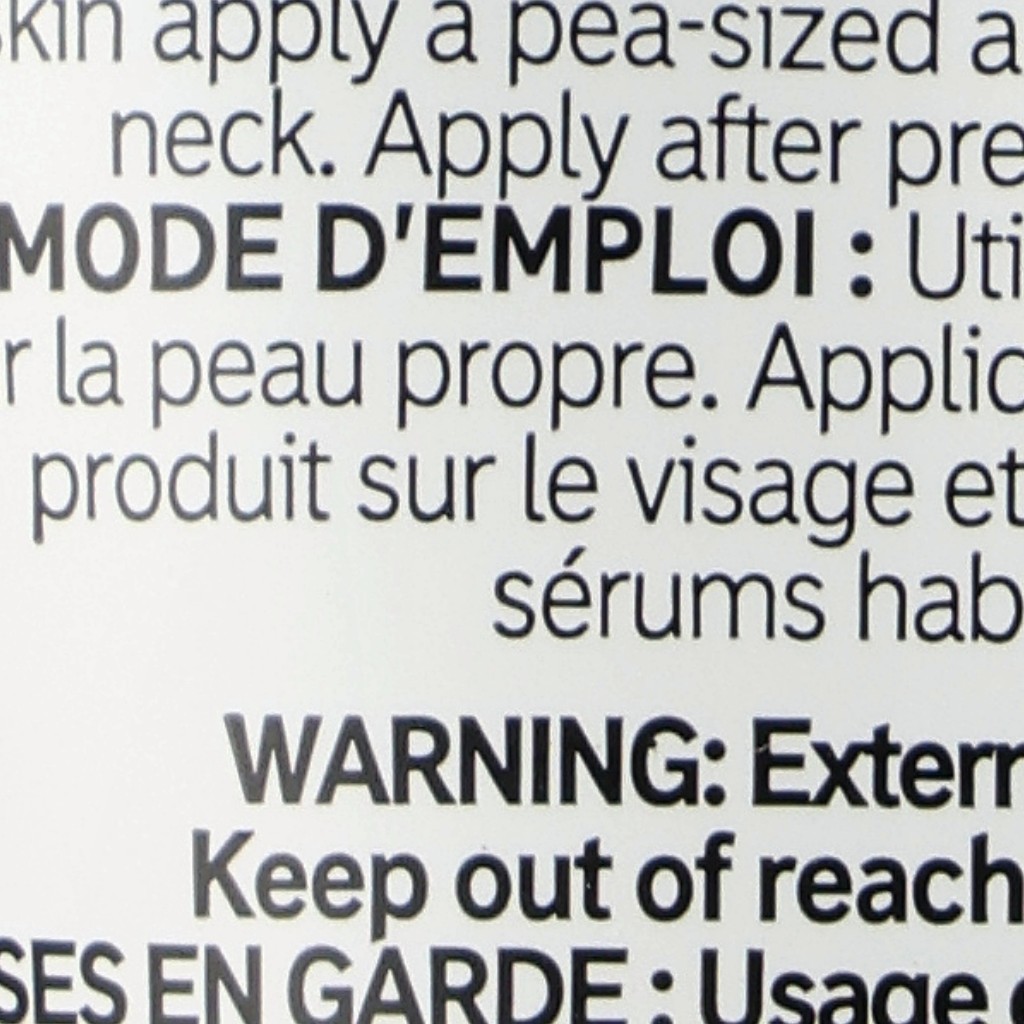 skin apply a pea-sized a
neck. Apply after pre
MODE D'EMPLOI : Uti
r la peau propre. Appli
produit sur le visage et
sérums hab
WARNING: Extern
Keep out of reach
SES EN GARDE : Usage